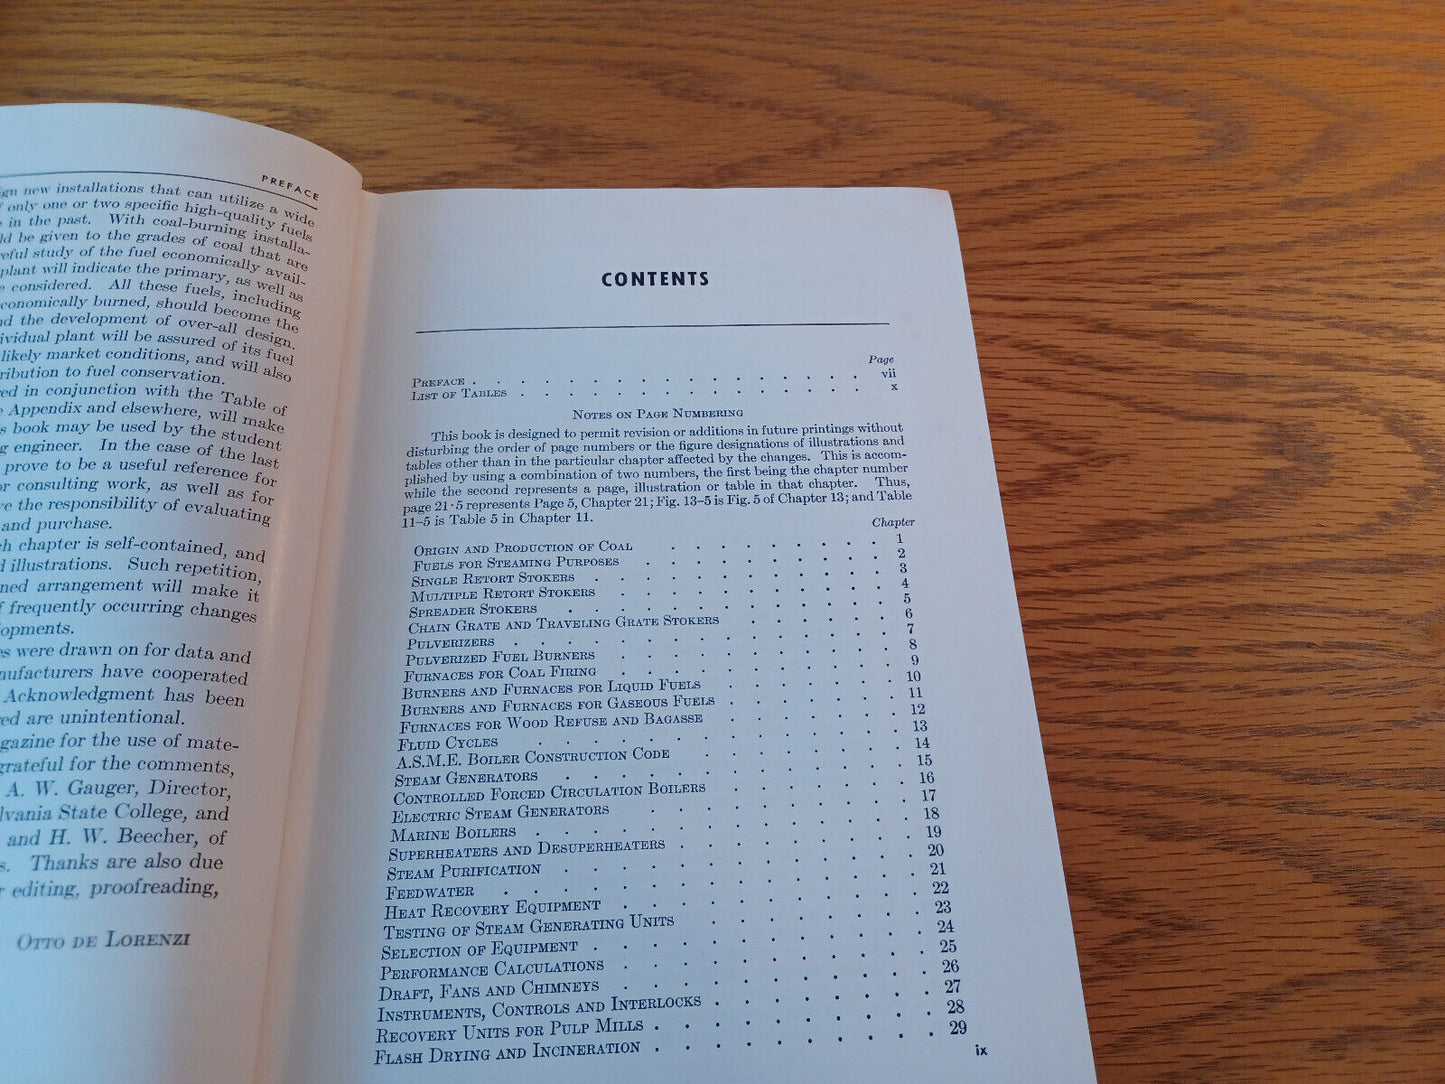 PREFACE
ign new installations that can utilize a wide
f only one or two specific high-quality fuels
in the past. With coal-burning installa-
ld be given to the grades of coal that are
reful study of the fuel economically avail-
plant will indicate the primary, as well as
e considered. All these fuels, including
conomically burned, should become the
nd the development of over-all design.
ividual plant will be assured of its fuel
likely market conditions, and will also
tribution to fuel conservation.
ed in conjunction with the Table of
e Appendix and elsewhere, will make
s book may be used by the student
g engineer. In the case of the last
prove to be a useful reference for
or consulting work, as well as for
ve the responsibility of evaluating
and purchase.
ch chapter is self-contained, and
d illustrations. Such repetition,
ned arrangement will make it
f frequently occurring changes
lopments.
es were drawn on for data and
nufacturers have cooperated
Acknowledgment has been
red are unintentional.
gazine for the use of mate-
grateful for the comments,
A. W. Gauger, Director,
lvania State College, and
and H. W. Beecher, of
s. Thanks are also due
r editing, proofreading,
OTTO DE LORENZI
CONTENTS
Page
PREFACE . . . . . . . . . . . . . . . vii
LIST OF TABLES . . . . . . . . . . . . . x
NOTES ON PAGE NUMBERING
This book is designed to permit revision or additions in future printings without
disturbing the order of page numbers or the figure designations of illustrations and
tables other than in the particular chapter affected by the changes. This is accom-
plished by using a combination of two numbers, the first being the chapter number
while the second represents a page, illustration or table in that chapter. Thus,
page 21·5 represents Page 5, Chapter 21; Fig. 13–5 is Fig. 5 of Chapter 13; and Table
11–5 is Table 5 in Chapter 11.
Chapter
ORIGIN AND PRODUCTION OF COAL . . . . . . . . 1
FUELS FOR STEAMING PURPOSES . . . . . . . . . 2
SINGLE RETORT STOKERS . . . . . . . . . . . 3
MULTIPLE RETORT STOKERS . . . . . . . . . . 4
SPREADER STOKERS . . . . . . . . . . . . 5
CHAIN GRATE AND TRAVELING GRATE STOKERS . . . . . . 6
PULVERIZERS . . . . . . . . . . . . . . 7
PULVERIZED FUEL BURNERS . . . . . . . . . . 8
FURNACES FOR COAL FIRING . . . . . . . . . . 9
BURNERS AND FURNACES FOR LIQUID FUELS . . . . . . . 10
BURNERS AND FURNACES FOR GASEOUS FUELS . . . . . . . 11
FURNACES FOR WOOD REFUSE AND BAGASSE . . . . . . . 12
FLUID CYCLES . . . . . . . . . . . . . 13
A.S.M.E. BOILER CONSTRUCTION CODE . . . . . . . 14
STEAM GENERATORS . . . . . . . . . . . . 15
CONTROLLED FORCED CIRCULATION BOILERS . . . . . . . 16
ELECTRIC STEAM GENERATORS . . . . . . . . . . 17
MARINE BOILERS . . . . . . . . . . . . . 18
SUPERHEATERS AND DESUPERHEATERS . . . . . . . . 19
STEAM PURIFICATION . . . . . . . . . . . . 20
FEEDWATER . . . . . . . . . . . . . . 21
HEAT RECOVERY EQUIPMENT . . . . . . . . . . 22
TESTING OF STEAM GENERATING UNITS . . . . . . . . 23
SELECTION OF EQUIPMENT . . . . . . . . . . . 24
PERFORMANCE CALCULATIONS . . . . . . . . . . 25
DRAFT, FANS AND CHIMNEYS . . . . . . . . . . 26
INSTRUMENTS, CONTROLS AND INTERLOCKS . . . . . . . 27
RECOVERY UNITS FOR PULP MILLS . . . . . . . . . 28
FLASH DRYING AND INCINERATION . . . . . . . . . 29
ix